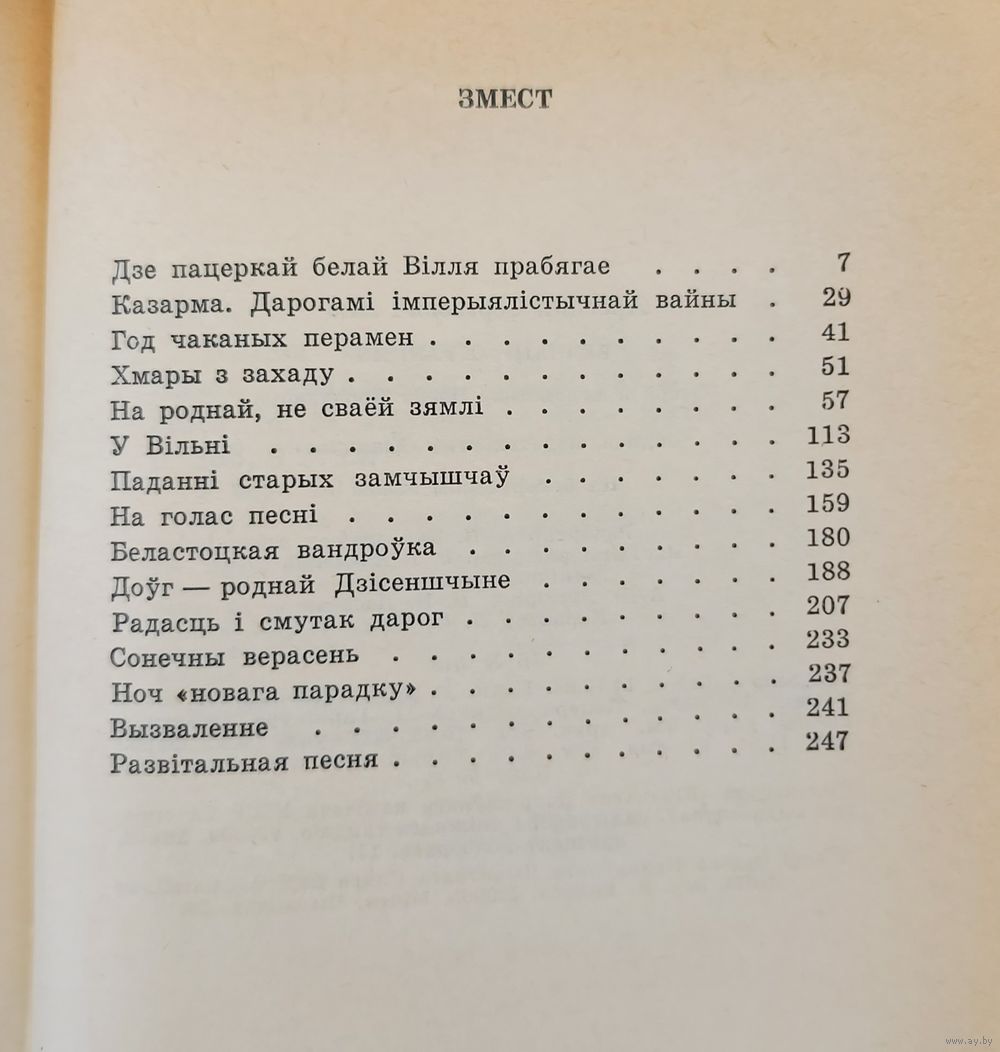 ЗМЕСТ
Дзе пацеркай белай Вілля прабягае . . . . 7
Казарма. Дарогамі імперыялістычнай вайны . 29
Год чаканых перамен . . . . . . . . . . 41
Хмары з захаду . . . . . . . . . . . . 51
На роднай, не сваёй зямлі . . . . . . . . 57
У Вільні . . . . . . . . . . . . . . 113
Паданні старых замчышчаў . . . . . . . 135
На голас песні . . . . . . . . . . . . 159
Беластоцкая вандроўка . . . . . . . . . 180
Доўг — роднай Дзісеншчыне . . . . . . . 188
Радасць і смутак дарог . . . . . . . . . 207
Сонечны верасень . . . . . . . . . . . 233
Ноч «новага парадку» . . . . . . . . . . 237
Вызваленне . . . . . . . . . . . . . 241
Развітальная песня . . . . . . . . . . . 247
www.ay.by